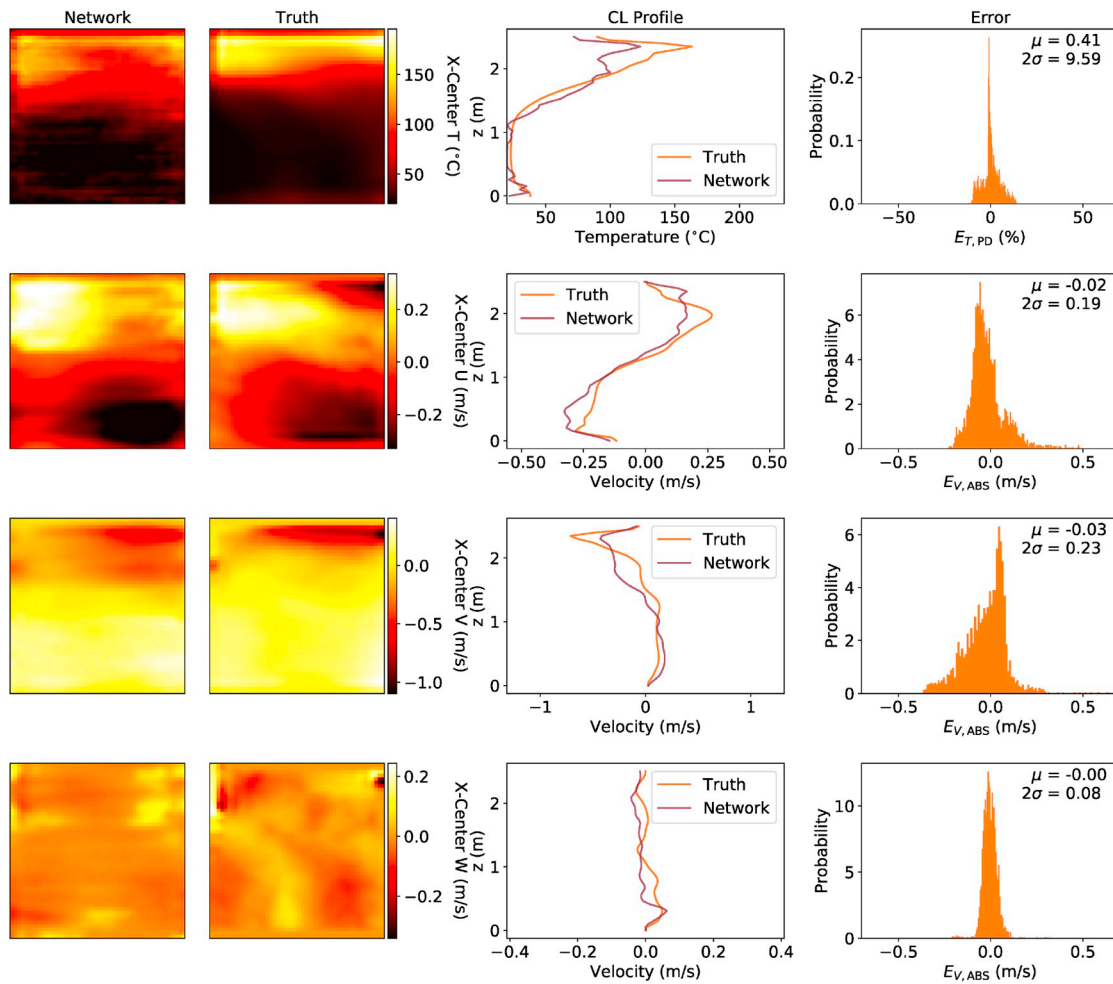 Network
Truth
CL Profile
Error
150
100
50
X-Center T (°C)
2
1
0
z (m)
Truth
Network
50
100
150
200
Temperature (°C)
0.2
0.1
0.0
Probability
μ = 0.41
2σ = 9.59
−50
0
50
E_T, PD (%)
0.2
0.0
−0.2
X-Center U (m/s)
2
1
0
z (m)
Truth
Network
−0.50
−0.25
0.00
0.25
0.50
Velocity (m/s)
6
4
2
0
Probability
μ = -0.02
2σ = 0.19
−0.5
0.0
0.5
E_V, ABS (m/s)
0.0
−0.5
−1.0
X-Center V (m/s)
2
1
0
z (m)
Truth
Network
−1
0
1
Velocity (m/s)
6
4
2
0
Probability
μ = -0.03
2σ = 0.23
−0.5
0.0
0.5
E_V, ABS (m/s)
0.2
0.0
−0.2
X-Center W (m/s)
2
1
0
z (m)
Truth
Network
−0.4
−0.2
0.0
0.2
0.4
Velocity (m/s)
10
5
0
Probability
μ = -0.00
2σ = 0.08
−0.5
0.0
0.5
E_V, ABS (m/s)